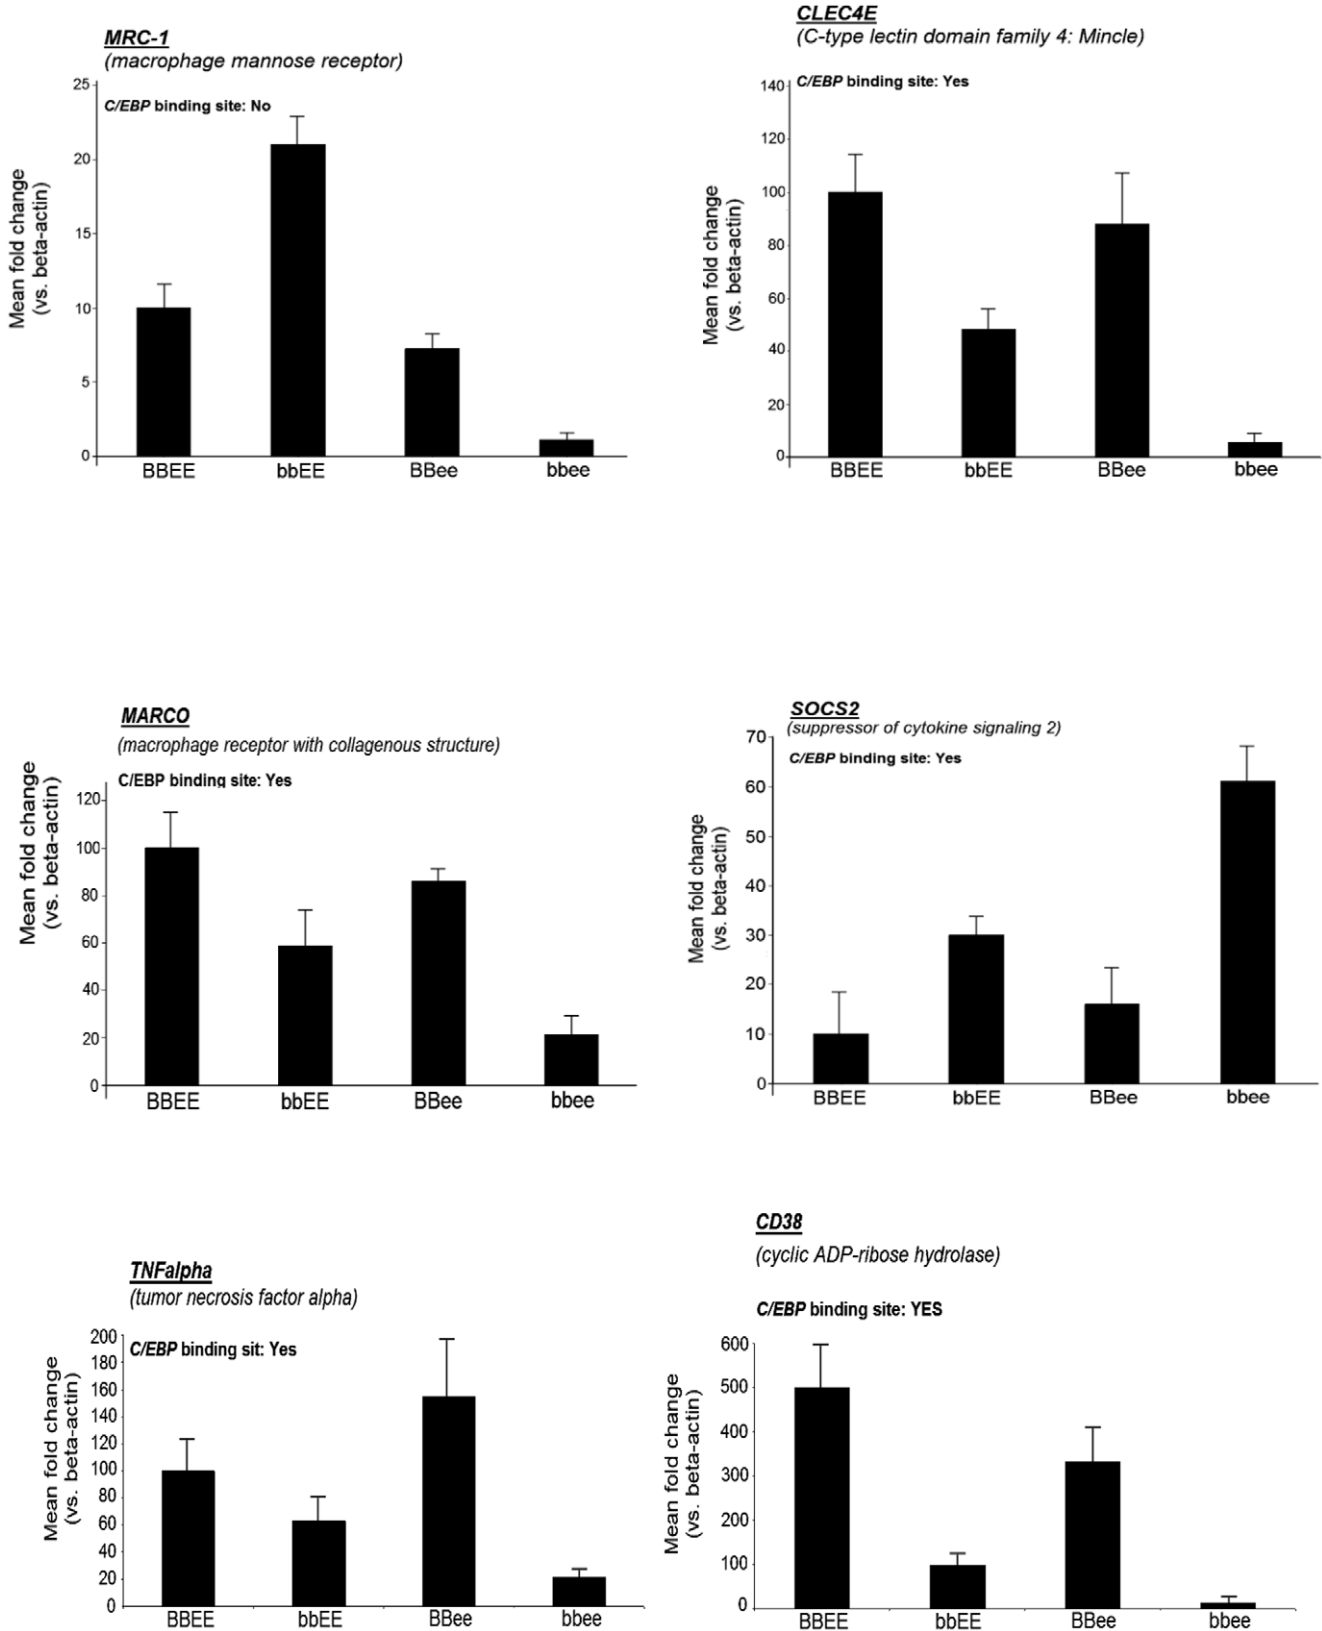 MRC-1
(macrophage mannose receptor)
C/EBP binding site: No
Mean fold change
(vs. beta-actin)
25
20
15
10
5
0
BBEE bbEE BBee bbee
CLEC4E
(C-type lectin domain family 4: Mincle)
C/EBP binding site: Yes
Mean fold change
(vs. beta-actin)
140
120
100
80
60
40
20
0
BBEE bbEE BBee bbee
MARCO
(macrophage receptor with collagenous structure)
C/EBP binding site: Yes
Mean fold change
(vs. beta-actin)
120
100
80
60
40
20
0
BBEE bbEE BBee bbee
SOCS2
(suppressor of cytokine signaling 2)
C/EBP binding site: Yes
Mean fold change
(vs. beta-actin)
70
60
50
40
30
20
10
0
BBEE bbEE BBee bbee
TNFalpha
(tumor necrosis factor alpha)
C/EBP binding sit: Yes
Mean fold change
(vs. beta-actin)
200
180
160
140
120
100
80
60
40
20
0
BBEE bbEE BBee bbee
CD38
(cyclic ADP-ribose hydrolase)
C/EBP binding site: YES
Mean fold change
(vs. beta-actin)
600
500
400
300
200
100
0
BBEE bbEE BBee bbee